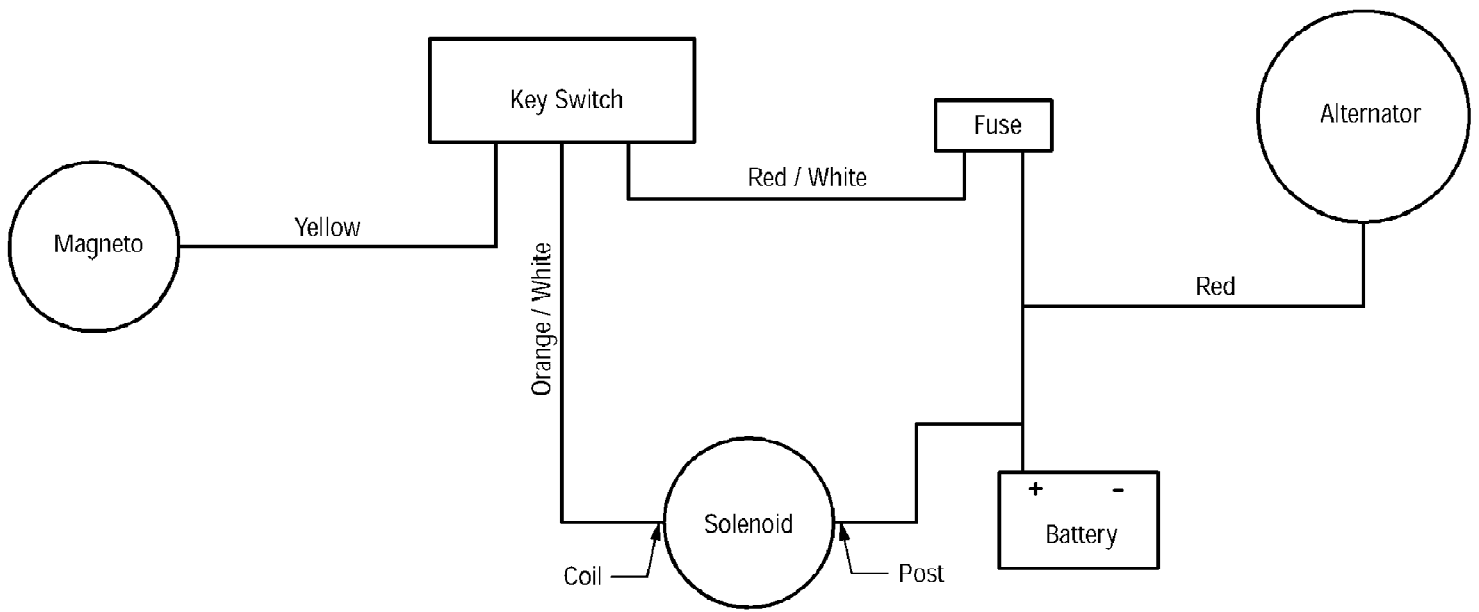 Key Switch
Fuse
Alternator
Red / White
Yellow
Magneto
Orange / White
Red
+ -
Solenoid
Battery
Coil
Post